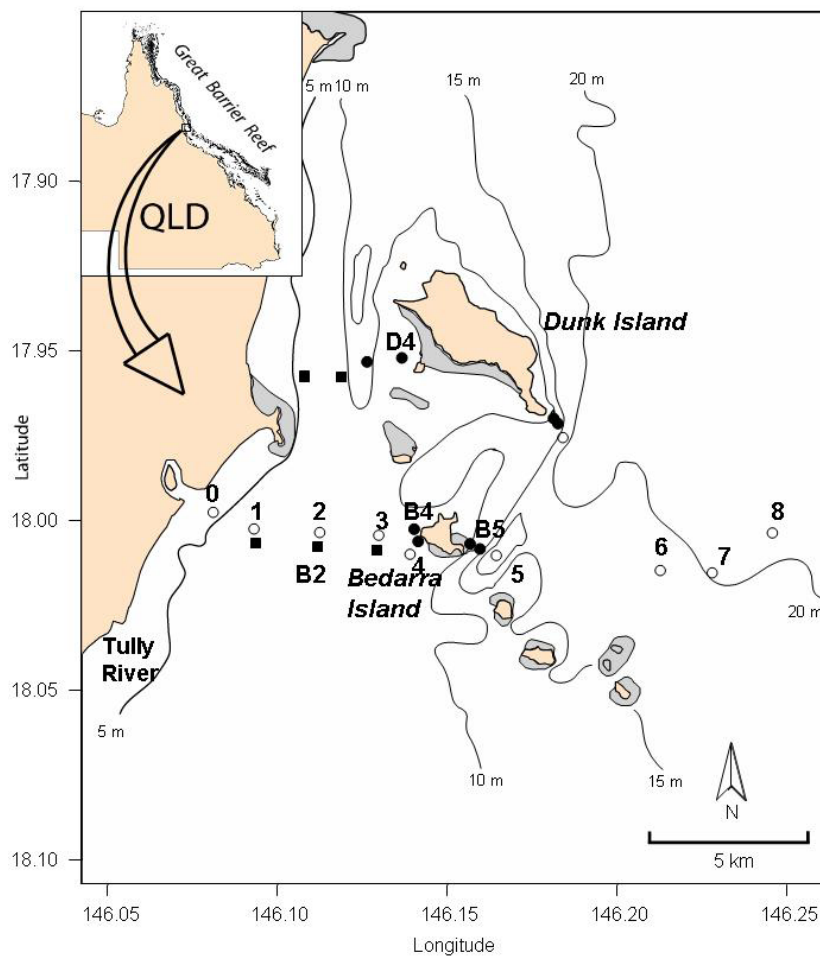 Great Barrier Reef
QLD
5 m
10 m
15 m
20 m
17.90
17.95
18.00
18.05
18.10
Latitude
Dunk Island
D4
0
1
2
3
B4
B5
8
B2
4
5
6
7
Bedarra
Island
20 m
Tully
River
5 m
10 m
15 m
N
5 km
146.05
146.10
146.15
146.20
146.25
Longitude